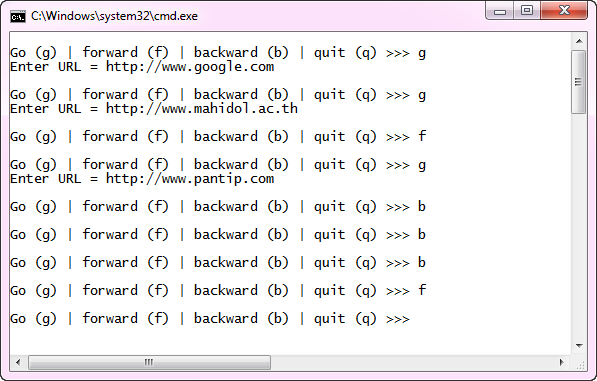 C:\Windows\system32\cmd.exe
Go (g) | forward (f) | backward (b) | quit (q) >>> g
Enter URL = http://www.google.com
Go (g) | forward (f) | backward (b) | quit (q) >>> g
Enter URL = http://www.mahidol.ac.th
Go (g) | forward (f) | backward (b) | quit (q) >>> f
Go (g) | forward (f) | backward (b) | quit (q) >>> g
Enter URL = http://www.pantip.com
Go (g) | forward (f) | backward (b) | quit (q) >>> b
Go (g) | forward (f) | backward (b) | quit (q) >>> b
Go (g) | forward (f) | backward (b) | quit (q) >>> b
Go (g) | forward (f) | backward (b) | quit (q) >>> f
Go (g) | forward (f) | backward (b) | quit (q) >>>